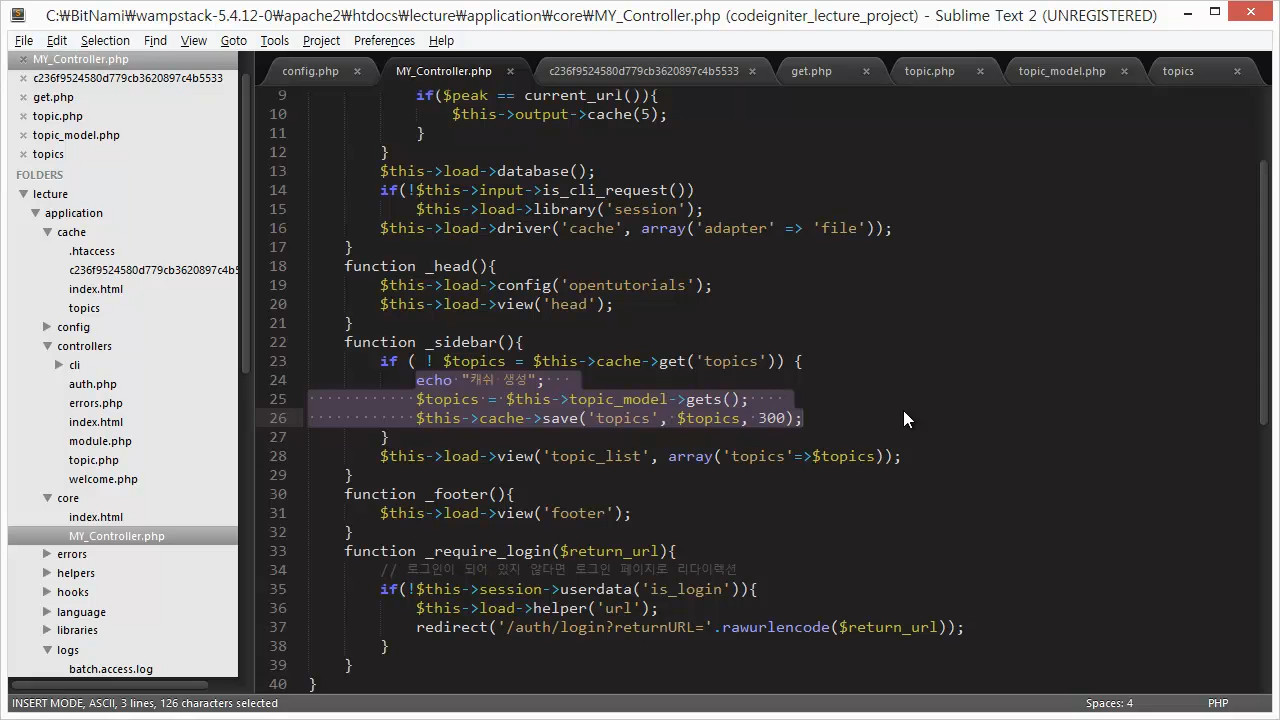 C:₩BitNami₩wampstack-5.4.12-0₩apache2₩htdocs₩lecture₩application₩core₩MY_Controller.php (codeigniter_lecture_project) - Sublime Text 2 (UNREGISTERED)
File Edit Selection Find View Goto Tools Project Preferences Help
MY_Controller.php
c236f9524580d779cb3620897c4b5533
get.php
topic.php
topic_model.php
topics
FOLDERS
lecture
application
cache
.htaccess
c236f9524580d779cb3620897c4b5
index.html
topics
config
controllers
cli
auth.php
errors.php
index.html
module.php
topic.php
welcome.php
core
index.html
MY_Controller.php
errors
helpers
hooks
language
libraries
logs
batch.access.log
config.php MY_Controller.php c236f9524580d779cb3620897c4b5533 get.php topic.php topic_model.php topics
9 if($peak == current_url()){
10 $this->output->cache(5);
11 }
12 }
13 $this->load->database();
14 if(!$this->input->is_cli_request())
15 $this->load->library('session');
16 $this->load->driver('cache', array('adapter' => 'file'));
17 }
18 function _head(){
19 $this->load->config('opentutorials');
20 $this->load->view('head');
21 }
22 function _sidebar(){
23 if ( ! $topics = $this->cache->get('topics')) {
24 echo "캐쉬 생성";
25 $topics = $this->topic_model->gets();
26 $this->cache->save('topics', $topics, 300);
27 }
28 $this->load->view('topic_list', array('topics'=>$topics));
29 }
30 function _footer(){
31 $this->load->view('footer');
32 }
33 function _require_login($return_url){
34 // 로그인이 되어 있지 않다면 로그인 페이지로 리다이렉션
35 if(!$this->session->userdata('is_login')){
36 $this->load->helper('url');
37 redirect('/auth/login?returnURL='.rawurlencode($return_url));
38 }
39 }
40 }
INSERT MODE, ASCII, 3 lines, 126 characters selected Spaces: 4 PHP